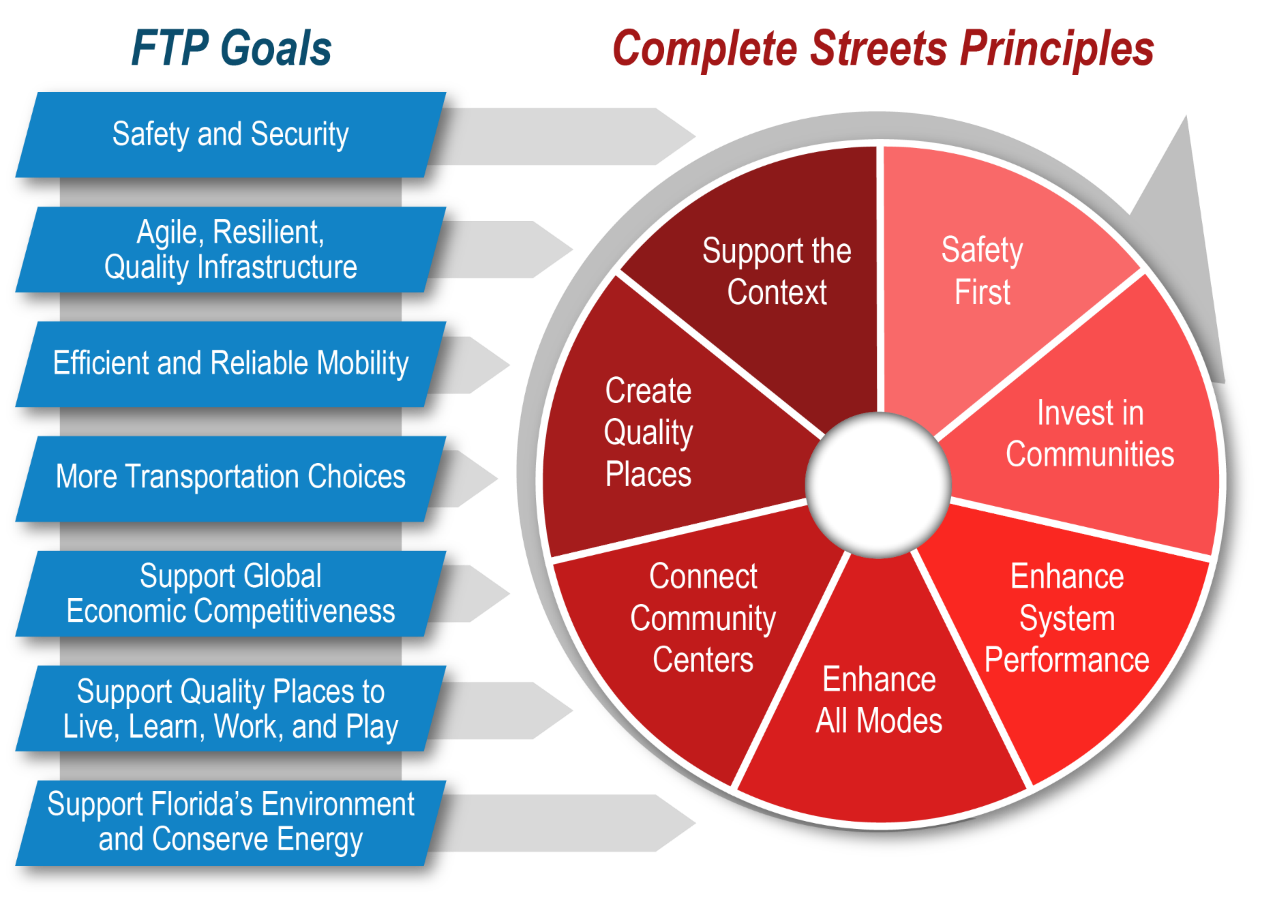 FTP Goals
Complete Streets Principles
Safety and Security
Agile, Resilient,
Quality Infrastructure
Efficient and Reliable Mobility
More Transportation Choices
Support Global
Economic Competitiveness
Support Quality Places to
Live, Learn, Work, and Play
Support Florida’s Environment
and Conserve Energy
Safety
First
Invest in
Communities
Enhance
System
Performance
Enhance
All Modes
Connect
Community
Centers
Create
Quality
Places
Support the
Context